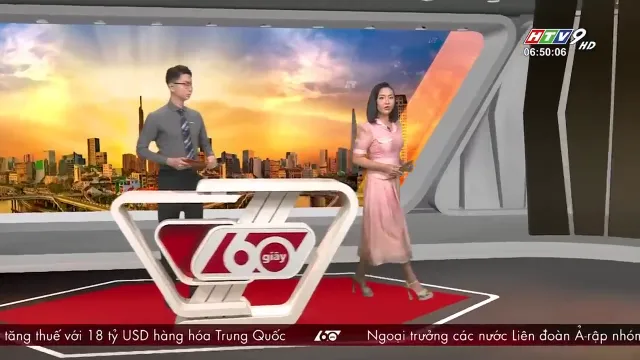 HTV9 HD
06:50:06
60 giây
tăng thuế với 18 tỷ USD hàng hóa Trung Quốc 60 Ngoại trưởng các nước Liên đoàn Ả-rập nhón